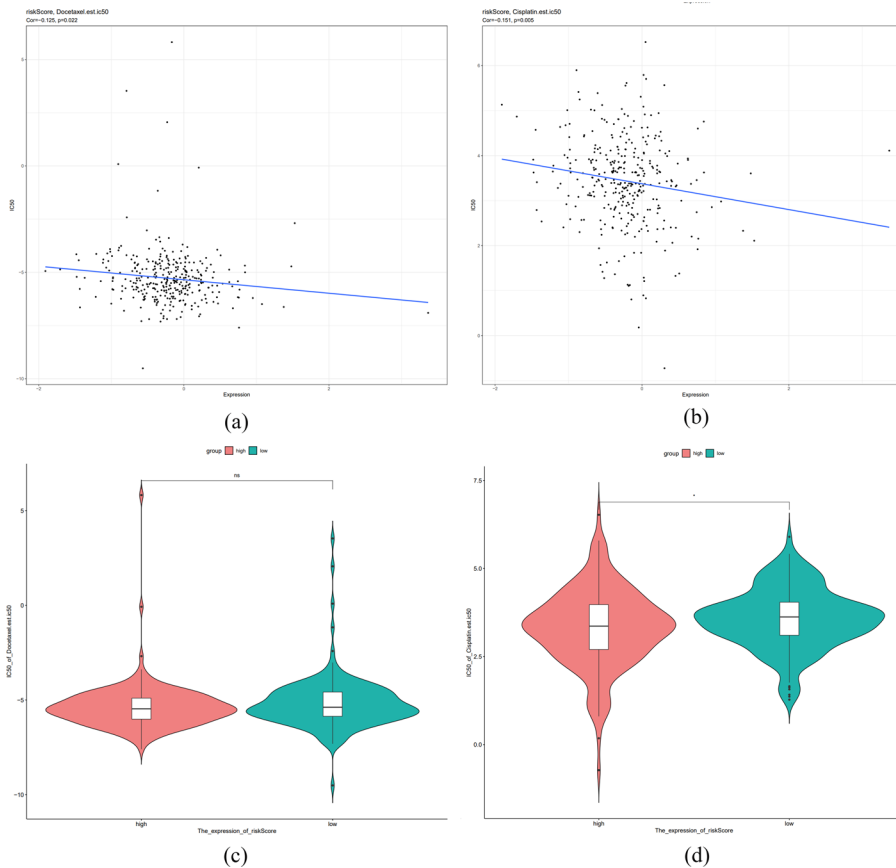 riskScore, Docetaxel.est.ic50
Cor=−0.125, p=0.022
5
0
−5
−10
IC50
−2
0
2
Expression
(a)
riskScore, Cisplatin.est.ic50
Cor=−0.151, p=0.005
6
4
2
0
IC50
−2
0
2
Expression
(b)
group high low
ns
5
0
−5
−10
IC50_of_Docetaxel.est.ic50
high
low
The_expression_of_riskScore
(c)
group high low
7.5
5.0
2.5
0.0
IC50_of_Cisplatin.est.ic50
high
low
The_expression_of_riskScore
(d)